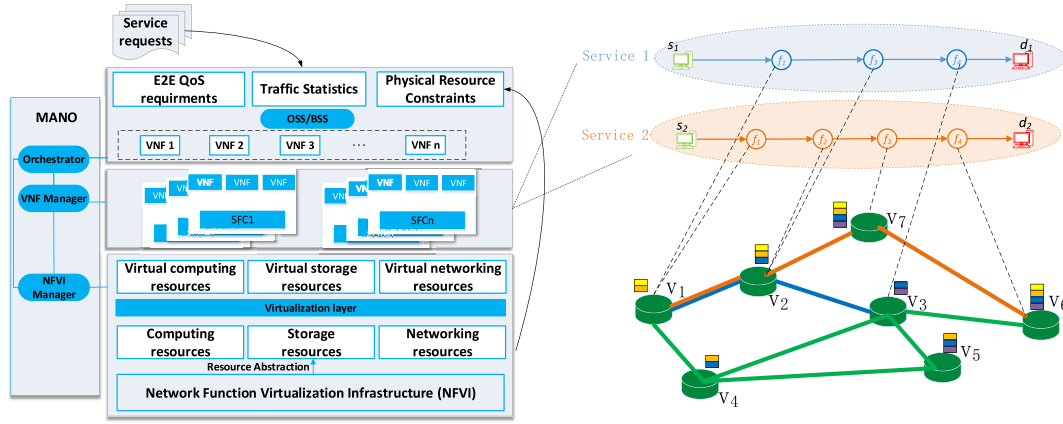 Service
requests
E2E QoS
requirments
Traffic Statistics
Physical Resource
Constraints
OSS/BSS
VNF 1
VNF 2
VNF 3
...
VNF n
MANO
Orchestrator
VNF Manager
NFVI
Manager
VNF
VNF
VNF
VNF
SFC1
VNF
VNF
VNF
VNF
SFCn
Virtual computing
resources
Virtual storage
resources
Virtual networking
resources
Virtualization layer
Computing
resources
Storage
resources
Networking
resources
Resource Abstraction
Network Function Virtualization Infrastructure (NFVI)
Service 1
s1
f3
d1
Service 2
s2
f1
f2
f3
f4
d2
V7
V1
V2
V3
V6
V5
V4